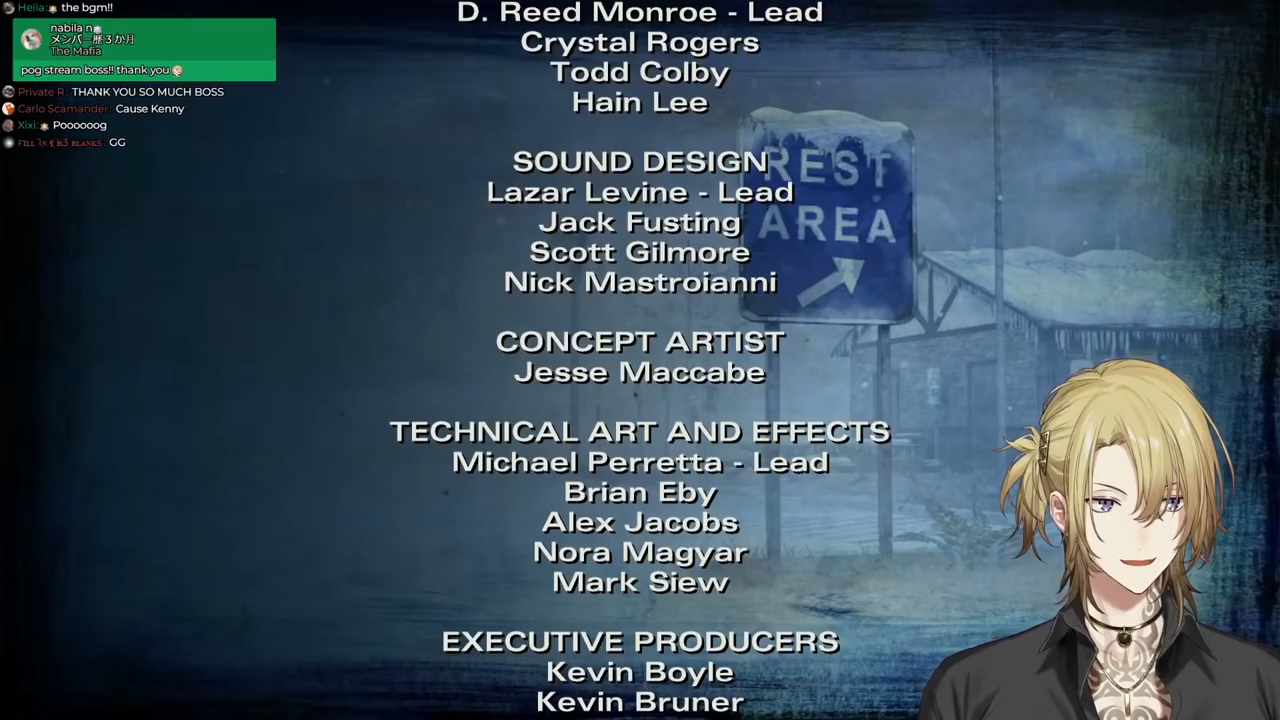 Helia: the bgm!!
nabila n
メンバー歴 3 か月
The Mafia
pog stream boss!! thank you
Private R. THANK YOU SO MUCH BOSS
Carlo Scamander: Cause Kenny
Xixi: Poooooog
GG
D. Reed Monroe - Lead
Crystal Rogers
Todd Colby
Hain Lee
SOUND DESIGN
Lazar Levine - Lead
Jack Fusting
Scott Gilmore
Nick Mastroianni
CONCEPT ARTIST
Jesse Maccabe
TECHNICAL ART AND EFFECTS
Michael Perretta - Lead
Brian Eby
Alex Jacobs
Nora Magyar
Mark Siew
EXECUTIVE PRODUCERS
Kevin Boyle
Kevin Bruner
REST
AREA